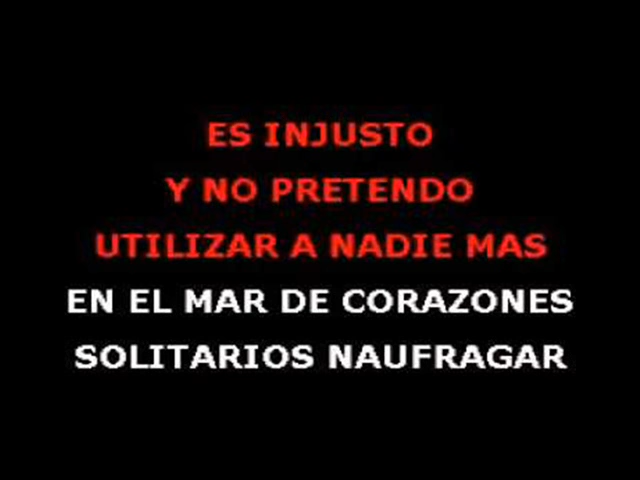 ES INJUSTO
Y NO PRETENDO
UTILIZAR A NADIE MAS
EN EL MAR DE CORAZONES
SOLITARIOS NAUFRAGAR